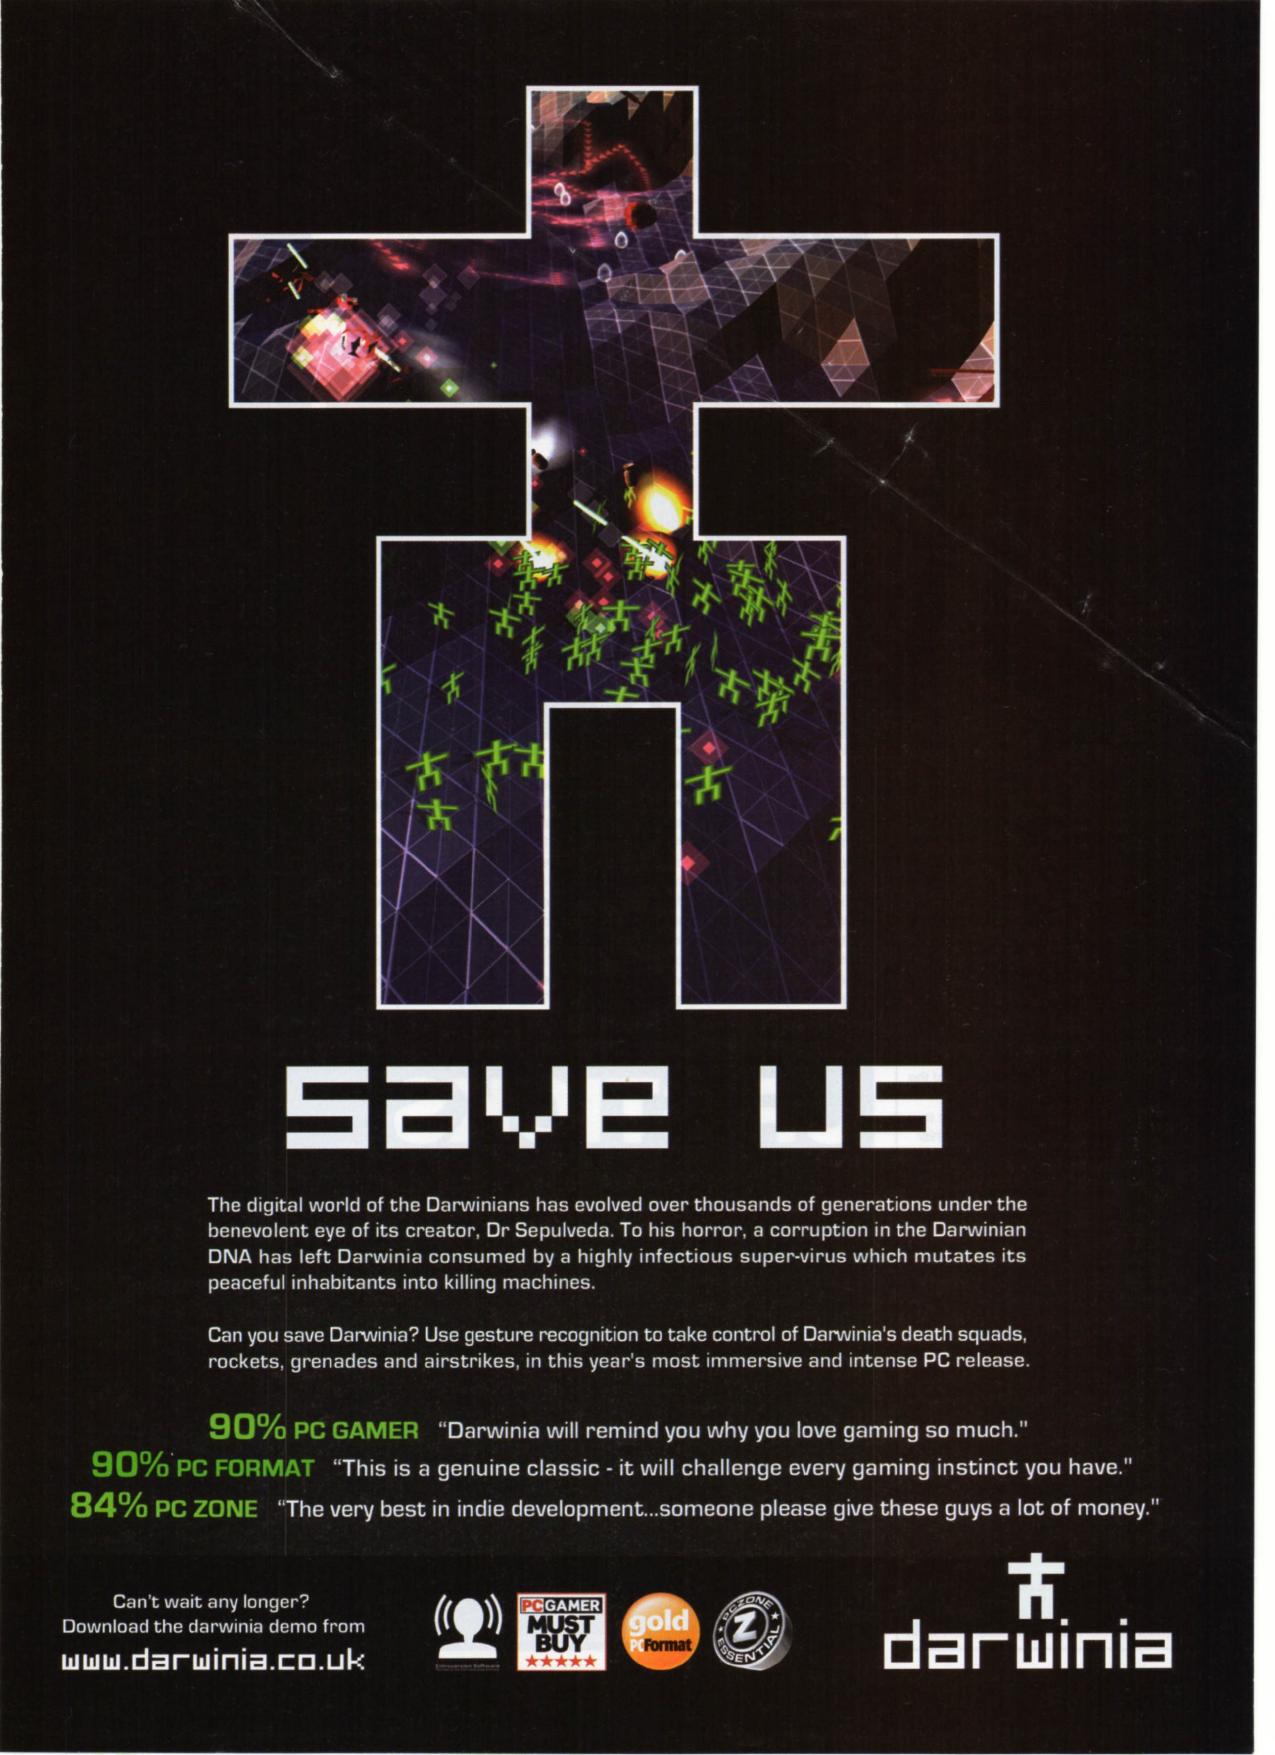 save us
The digital world of the Darwinians has evolved over thousands of generations under the
benevolent eye of its creator, Dr Sepulveda. To his horror, a corruption in the Darwinian
DNA has left Darwinia consumed by a highly infectious super-virus which mutates its
peaceful inhabitants into killing machines.
Can you save Darwinia? Use gesture recognition to take control of Darwinia's death squads,
rockets, grenades and airstrikes, in this year's most immersive and intense PC release.
90% PC GAMER “Darwinia will remind you why you love gaming so much."
90% PC FORMAT “This is a genuine classic - it will challenge every gaming instinct you have."
84% PC ZONE “The very best in indie development...someone please give these guys a lot of money."
Can't wait any longer?
Download the darwinia demo from
www.darwinia.co.uk
Introversion Software
PC GAMER
MUST
BUY
gold
PCFormat
PCZONE
Z
ESSENTIAL
darwinia